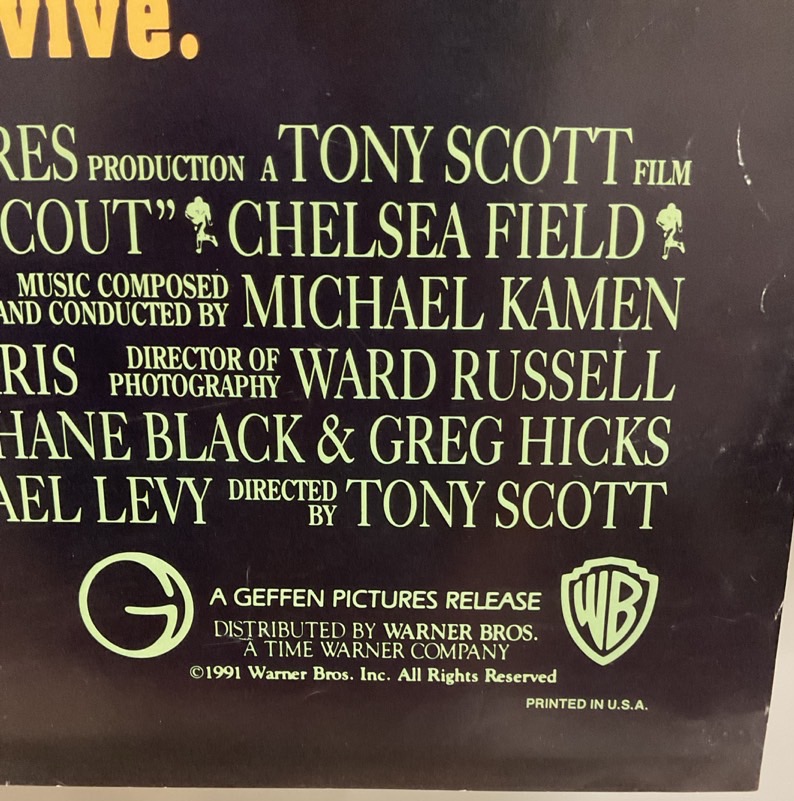 vive.
RES PRODUCTION A TONY SCOTT FILM
COUT” CHELSEA FIELD
MUSIC COMPOSED AND CONDUCTED BY MICHAEL KAMEN
RIS DIRECTOR OF PHOTOGRAPHY WARD RUSSELL
HANE BLACK & GREG HICKS
AEL LEVY DIRECTED BY TONY SCOTT
G A GEFFEN PICTURES RELEASE WB
DISTRIBUTED BY WARNER BROS.
A TIME WARNER COMPANY
©1991 Warner Bros. Inc. All Rights Reserved
PRINTED IN U.S.A.